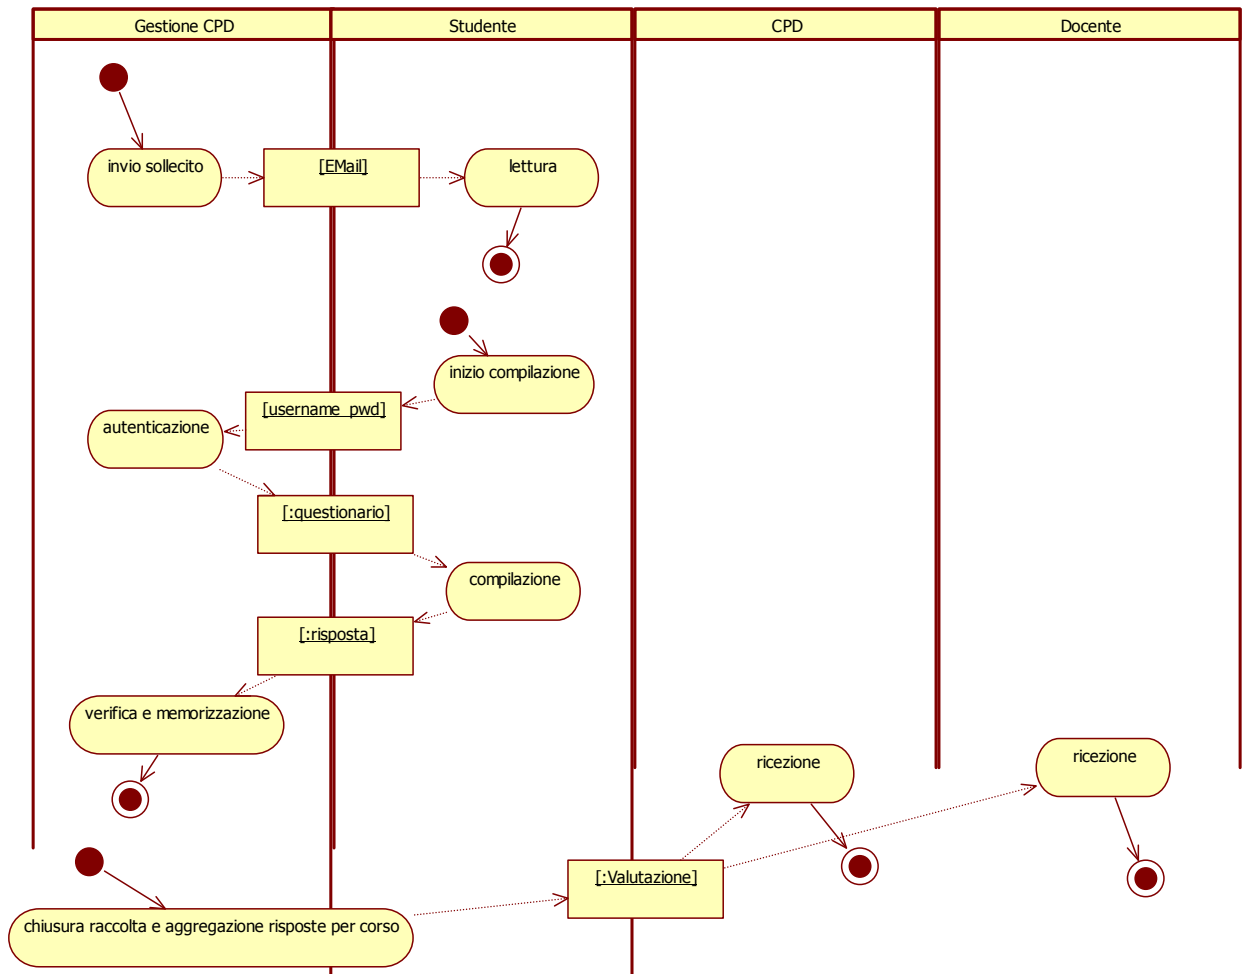 Gestione CPD
Studente
CPD
Docente
invio sollecito
[EMail]
lettura
inizio compilazione
[username_pwd]
autenticazione
[:questionario]
compilazione
[:risposta]
verifica e memorizzazione
ricezione
ricezione
[:Valutazione]
chiusura raccolta e aggregazione risposte per corso